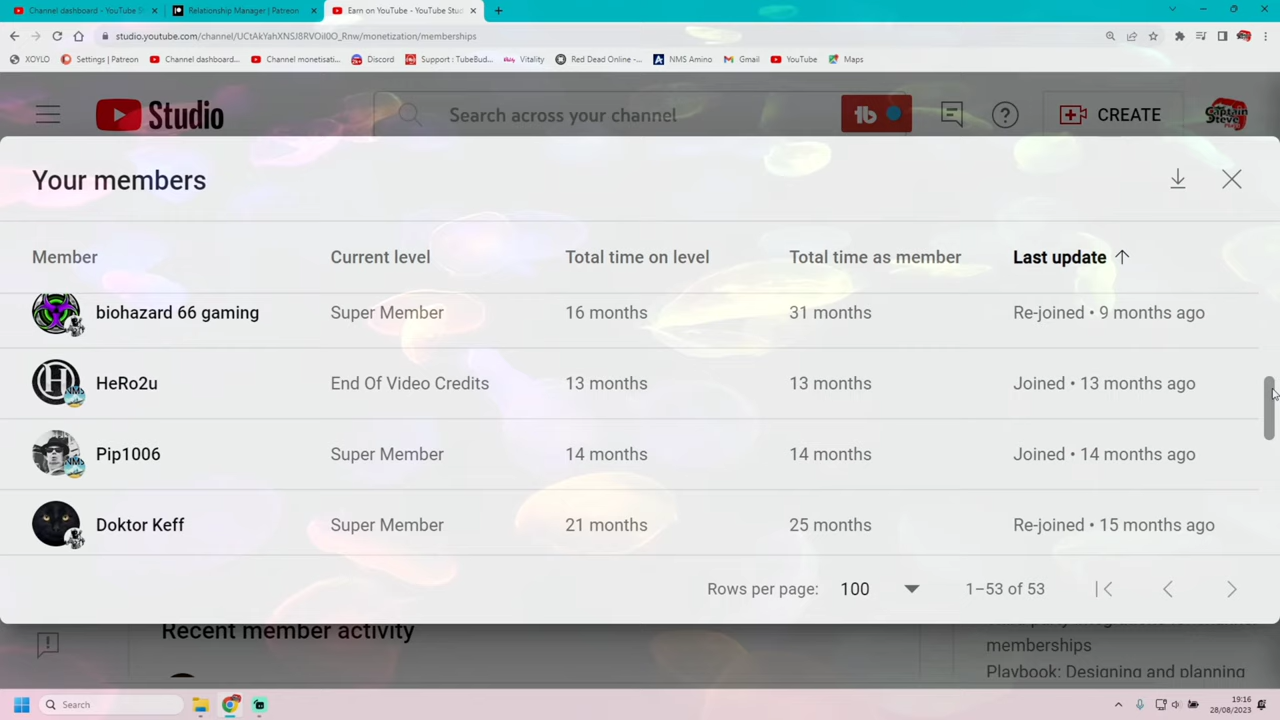 Channel dashboard - YouTube S
Relationship Manager | Patreon
Earn on YouTube - YouTube Stud
studio.youtube.com/channel/UCtAkYahXNSJ8RVOiI0O_Rnw/monetization/memberships
XOYLO
Settings | Patreon
Channel dashboard...
Channel monetisati...
Discord
Support : TubeBud...
Vitality
Red Dead Online -...
NMS Amino
Gmail
YouTube
Maps
Studio
Search across your channel
tb
CREATE
Captain Steve
Your members
Member Current level Total time on level Total time as member Last update
biohazard 66 gaming Super Member 16 months 31 months Re-joined • 9 months ago
HeRo2u End Of Video Credits 13 months 13 months Joined • 13 months ago
Pip1006 Super Member 14 months 14 months Joined • 14 months ago
Doktor Keff Super Member 21 months 25 months Re-joined • 15 months ago
Rows per page: 100 1–53 of 53
Recent member activity
memberships
Playbook: Designing and planning
Search
19:16
28/08/2023